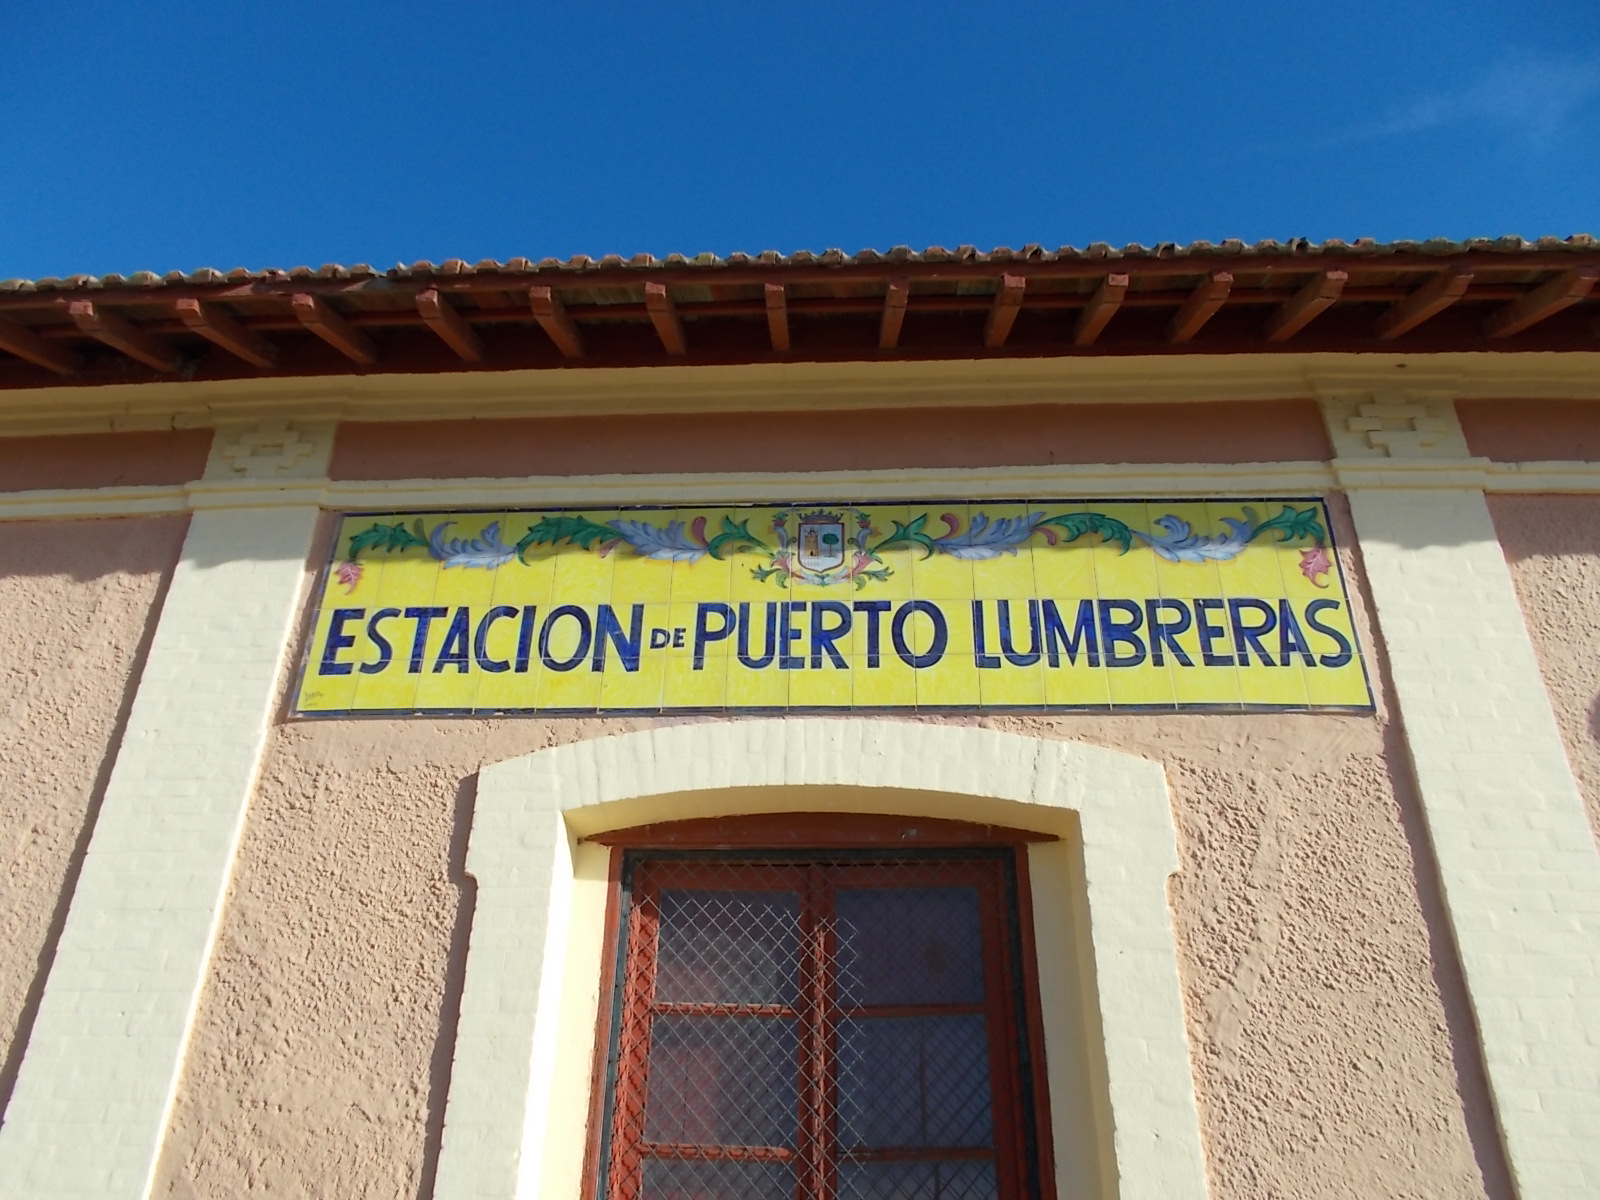 ESTACION DE PUERTO LUMBRERAS